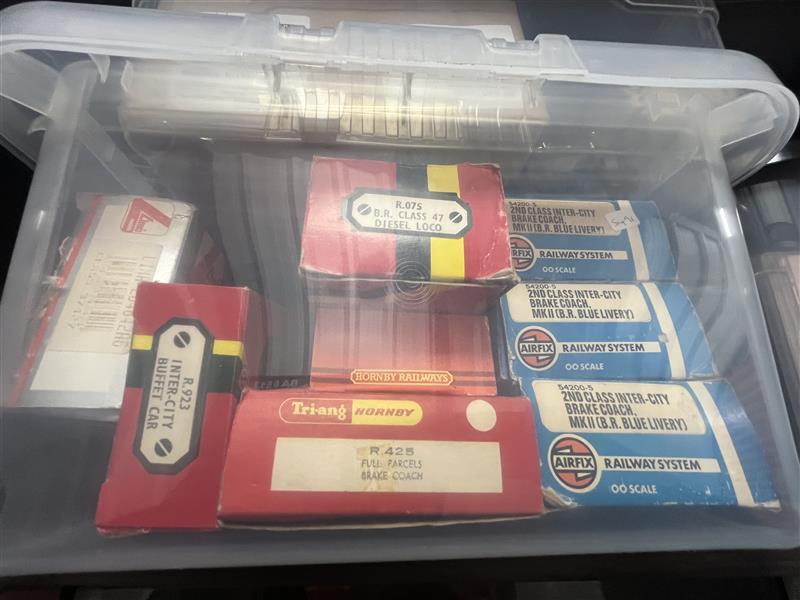 R.075
B.R. CLASS 47
DIESEL LOCO
54200-5
2ND CLASS INTER-CITY
BRAKE COACH,
MKII (B.R. BLUE LIVERY)
AIRFIX
RAILWAY SYSTEM
OO SCALE
54200-5
2ND CLASS INTER-CITY
BRAKE COACH,
MKII (B.R. BLUE LIVERY)
AIRFIX
RAILWAY SYSTEM
OO SCALE
54200-5
2ND CLASS INTER-CITY
BRAKE COACH,
MKII (B.R. BLUE LIVERY)
AIRFIX
RAILWAY SYSTEM
OO SCALE
R.923
INTER-CITY
BUFFET CAR
HORNBY RAILWAYS
Tri-ang HORNBY
R.425
FULL PARCELS
BRAKE COACH